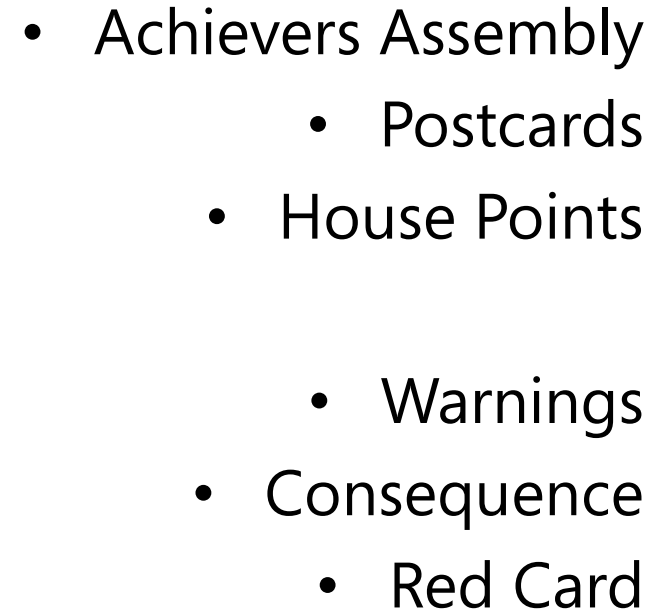 • Achievers Assembly
• Postcards
• House Points
• Warnings
• Consequence
• Red Card